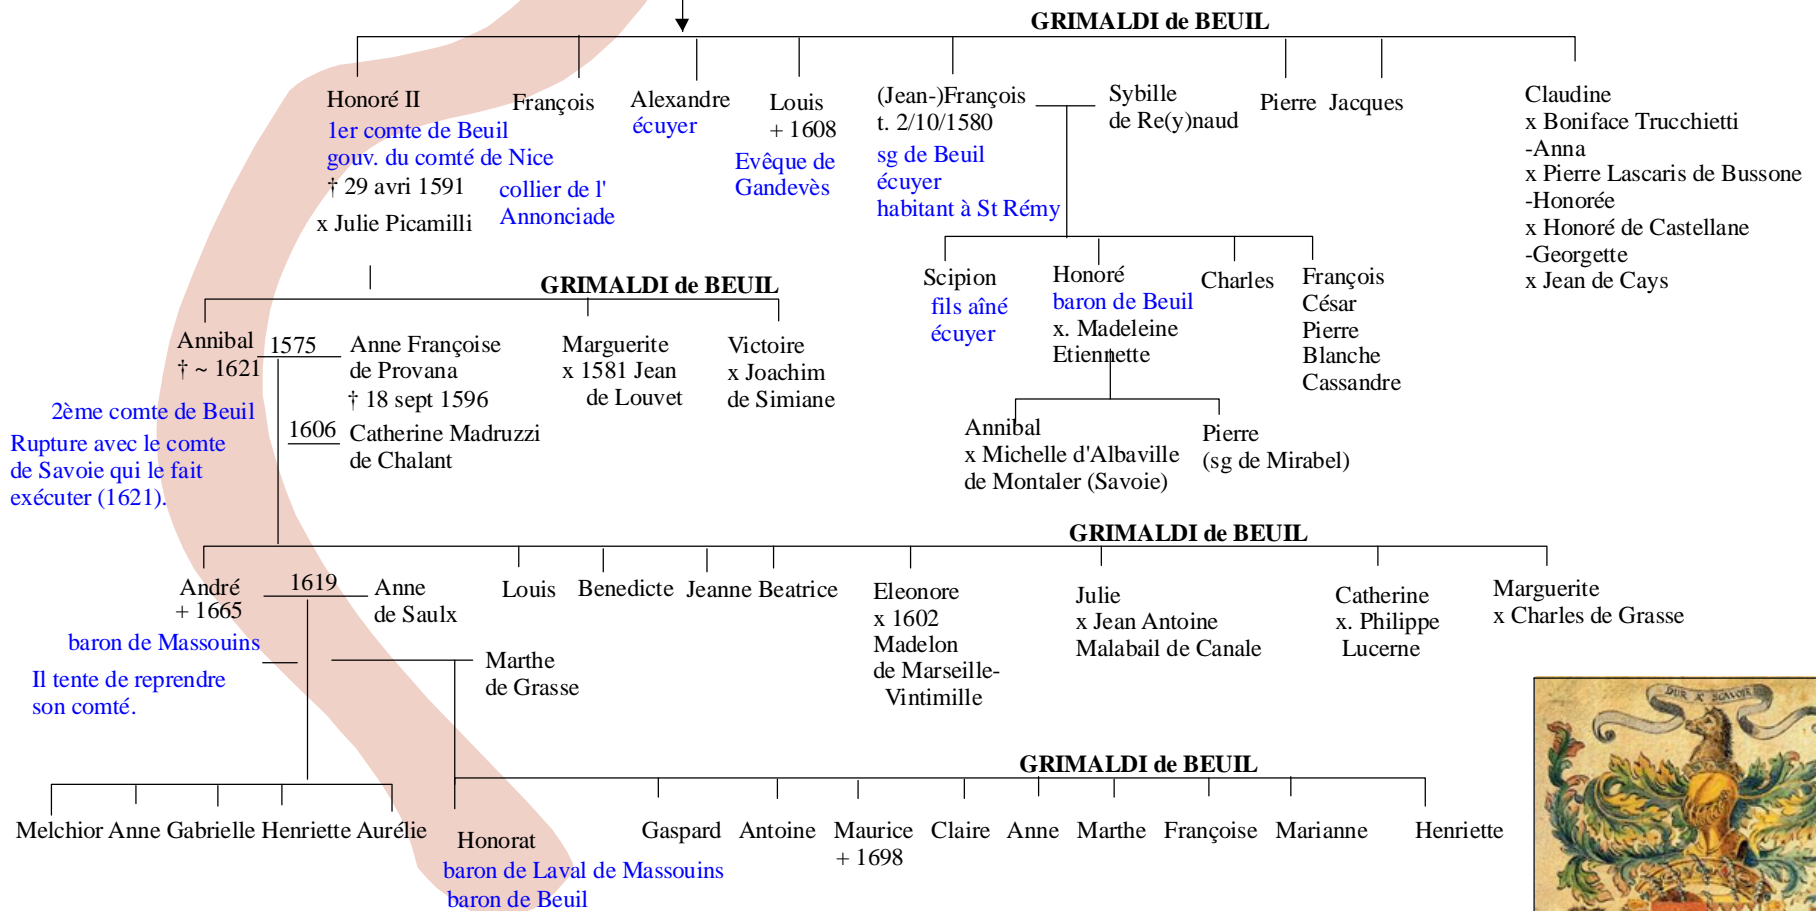 GRIMALDI de BEUIL
Honoré II
1er comte de Beuil
gouv. du comté de Nice
† 29 avri 1591
x Julie Picamilli
François
collier de l'
Annonciade
Alexandre
écuyer
Louis
+ 1608
Evêque de
Gandevès
(Jean-)François
t. 2/10/1580
sg de Beuil
écuyer
habitant à St Rémy
Sybille
de Re(y)naud
Pierre
Jacques
Claudine
x Boniface Trucchietti
-Anna
x Pierre Lascaris de Bussone
-Honorée
x Honoré de Castellane
-Georgette
x Jean de Cays
Scipion
fils aîné
écuyer
Honoré
baron de Beuil
x. Madeleine
Etiennette
Charles
François
César
Pierre
Blanche
Cassandre
Annibal
x Michelle d'Albaville
de Montaler (Savoie)
Pierre
(sg de Mirabel)
GRIMALDI de BEUIL
Annibal
† ~ 1621
2ème comte de Beuil
Rupture avec le comte
de Savoie qui le fait
exécuter (1621).
1575
Anne Françoise
de Provana
† 18 sept 1596
1606
Catherine Madruzzi
de Chalant
Marguerite
x 1581 Jean
de Louvet
Victoire
x Joachim
de Simiane
GRIMALDI de BEUIL
André
+ 1665
baron de Massouins
Il tente de reprendre
son comté.
1619
Anne
de Saulx
Marthe
de Grasse
Louis
Benedicte
Jeanne
Beatrice
Eleonore
x 1602
Madelon
de Marseille-
Vintimille
Julie
x Jean Antoine
Malabail de Canale
Catherine
x. Philippe
Lucerne
Marguerite
x Charles de Grasse
Melchior
Anne
Gabrielle
Henriette
Aurélie
GRIMALDI de BEUIL
Honorat
baron de Laval de Massouins
baron de Beuil
Gaspard
Antoine
Maurice
+ 1698
Claire
Anne
Marthe
Françoise
Marianne
Henriette